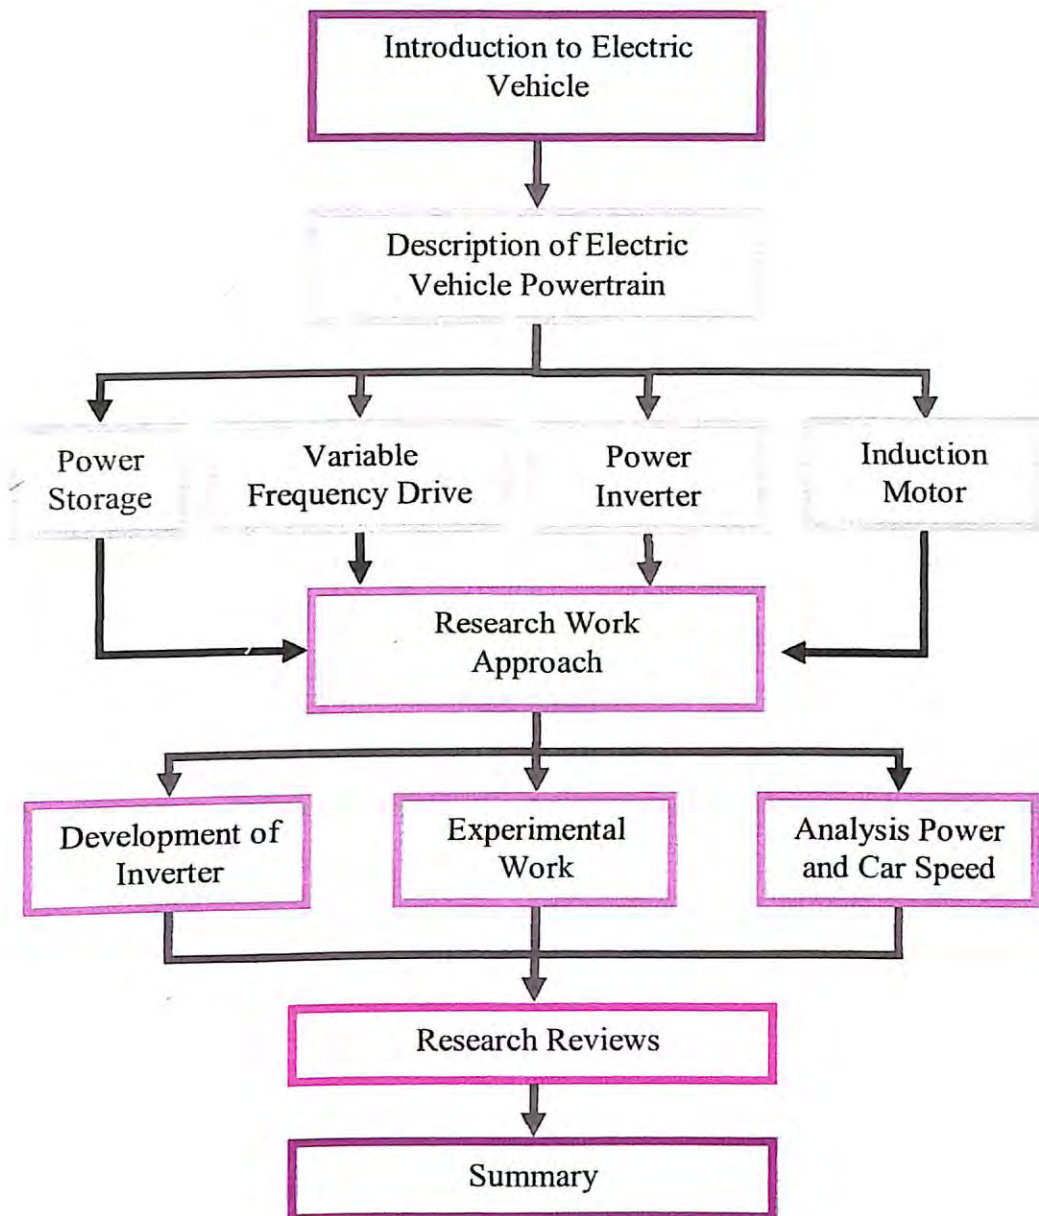 Introduction to Electric
Vehicle
Description of Electric
Vehicle Powertrain
Power
Storage
Variable
Frequency Drive
Power
Inverter
Induction
Motor
Research Work
Approach
Development of
Inverter
Experimental
Work
Analysis Power
and Car Speed
Research Reviews
Summary